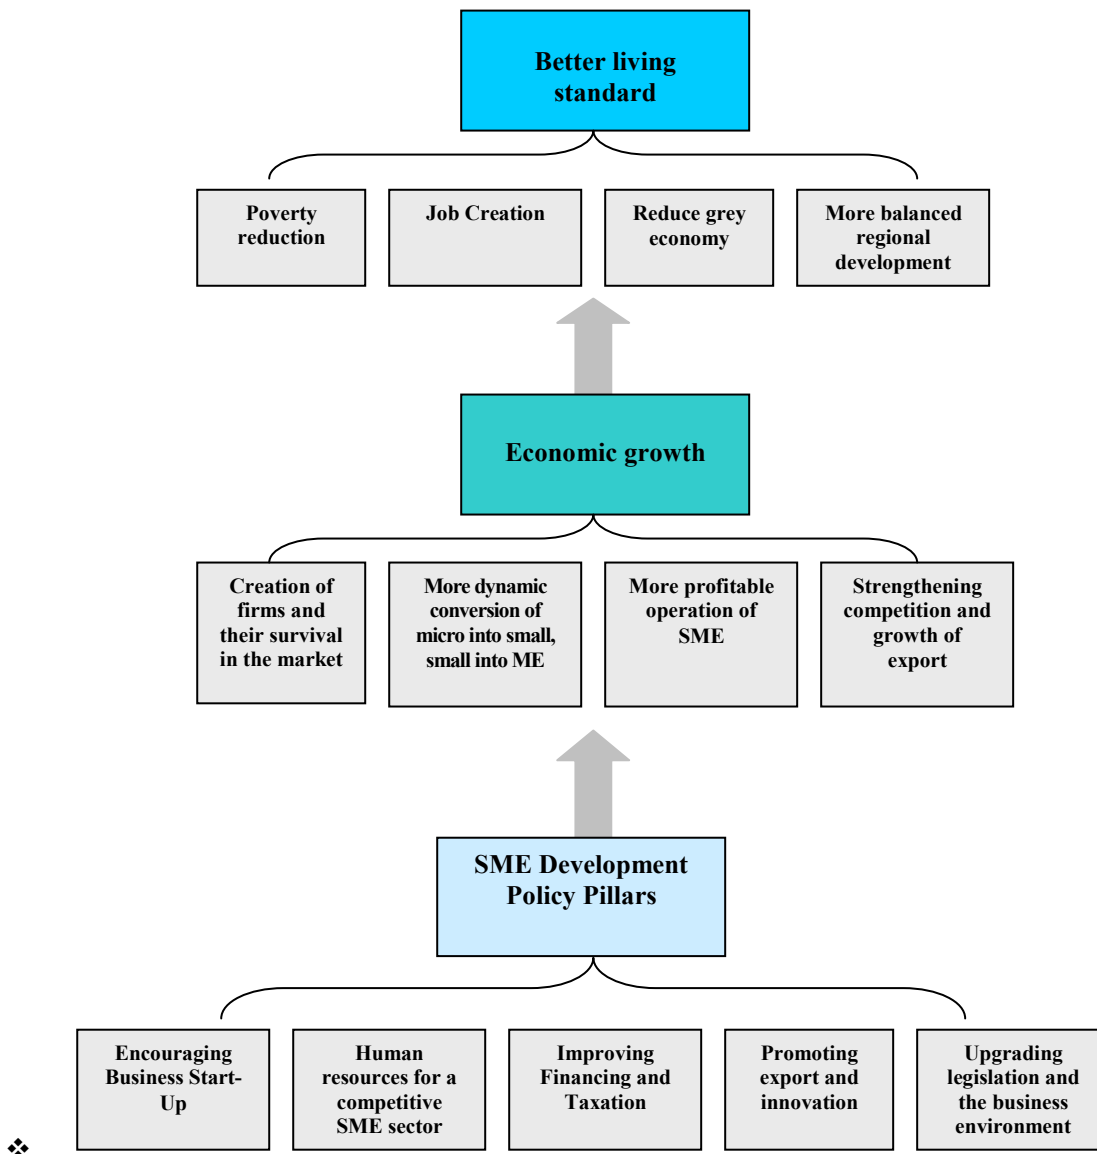 Better living
standard
Poverty
reduction
Job Creation
Reduce grey
economy
More balanced
regional
development
Economic growth
Creation of
firms and
their survival
in the market
More dynamic
conversion of
micro into small,
small into ME
More profitable
operation of
SME
Strengthening
competition and
growth of
export
SME Development
Policy Pillars
Encouraging
Business Start-
Up
Human
resources for a
competitive
SME sector
Improving
Financing and
Taxation
Promoting
export and
innovation
Upgrading
legislation and
the business
environment